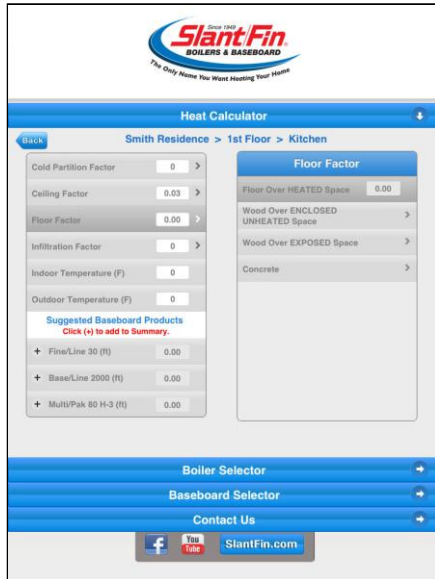 Since 1949
Slant/Fin®
BOILERS & BASEBOARD
The Only Name You Want Heating Your Home
Heat Calculator
Back
Smith Residence > 1st Floor > Kitchen
Cold Partition Factor 0 >
Ceiling Factor 0.03 >
Floor Factor 0.00 >
Infiltration Factor 0 >
Indoor Temperature (F) 0
Outdoor Temperature (F) 0
Suggested Baseboard Products
Click (+) to add to Summary.
+ Fine/Line 30 (ft) 0.00
+ Base/Line 2000 (ft) 0.00
+ Multi/Pak 80 H-3 (ft) 0.00
Floor Factor
Floor Over HEATED Space 0.00
Wood Over ENCLOSED
UNHEATED Space >
Wood Over EXPOSED Space >
Concrete >
Boiler Selector
Baseboard Selector
Contact Us
f
You
Tube
SlantFin.com